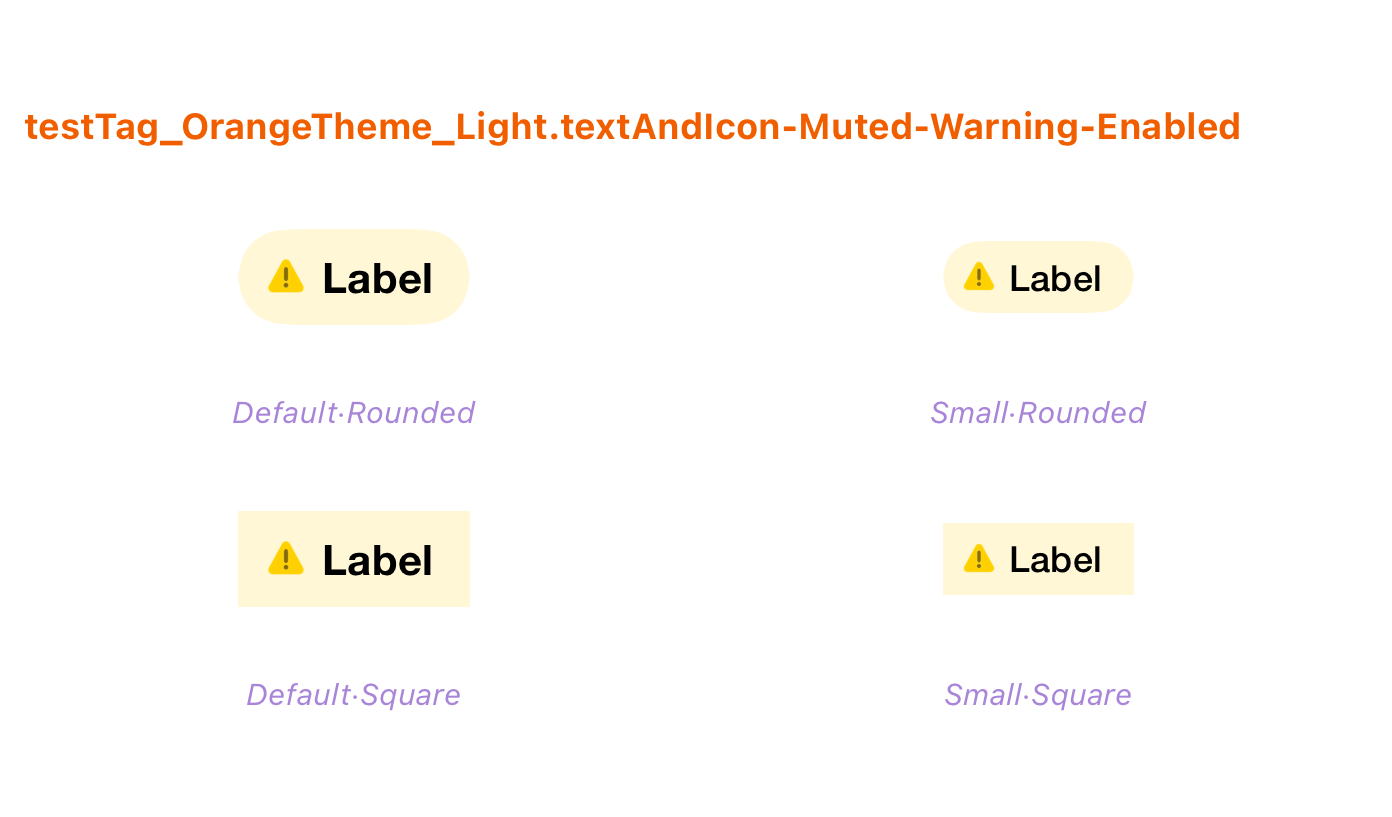 testTag_OrangeTheme_Light.textAndIcon-Muted-Warning-Enabled
Label
Label
Default·Rounded
Small·Rounded
Label
Label
Default·Square
Small·Square